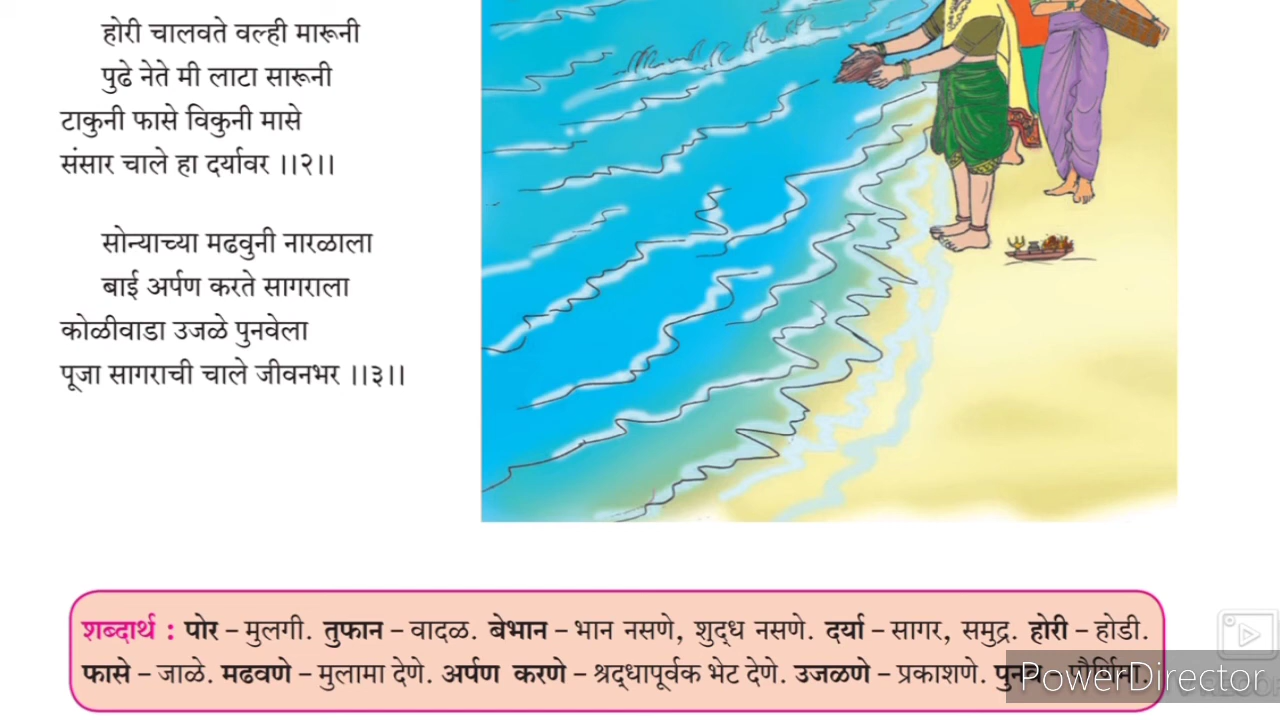 होरी चालवते वल्ही मारूनी
पुढे नेते मी लाटा सारूनी
टाकुनी फासे विकुनी मासे
संसार चाले हा दर्यावर ।।२।।
सोन्याच्या मढवुनी नारळाला
बाई अर्पण करते सागराला
कोळीवाडा उजळे पुनवेला
पूजा सागराची चाले जीवनभर ।।३।।
शब्दार्थ : पोर – मुलगी. तुफान – वादळ. बेभान – भान नसणे, शुद्ध नसणे. दर्या – सागर, समुद्र. होरी – होडी.
फासे – जाळे. मढवणे – मुलामा देणे. अर्पण करणे – श्रद्धापूर्वक भेट देणे. उजळणे – प्रकाशणे.
PowerDirector